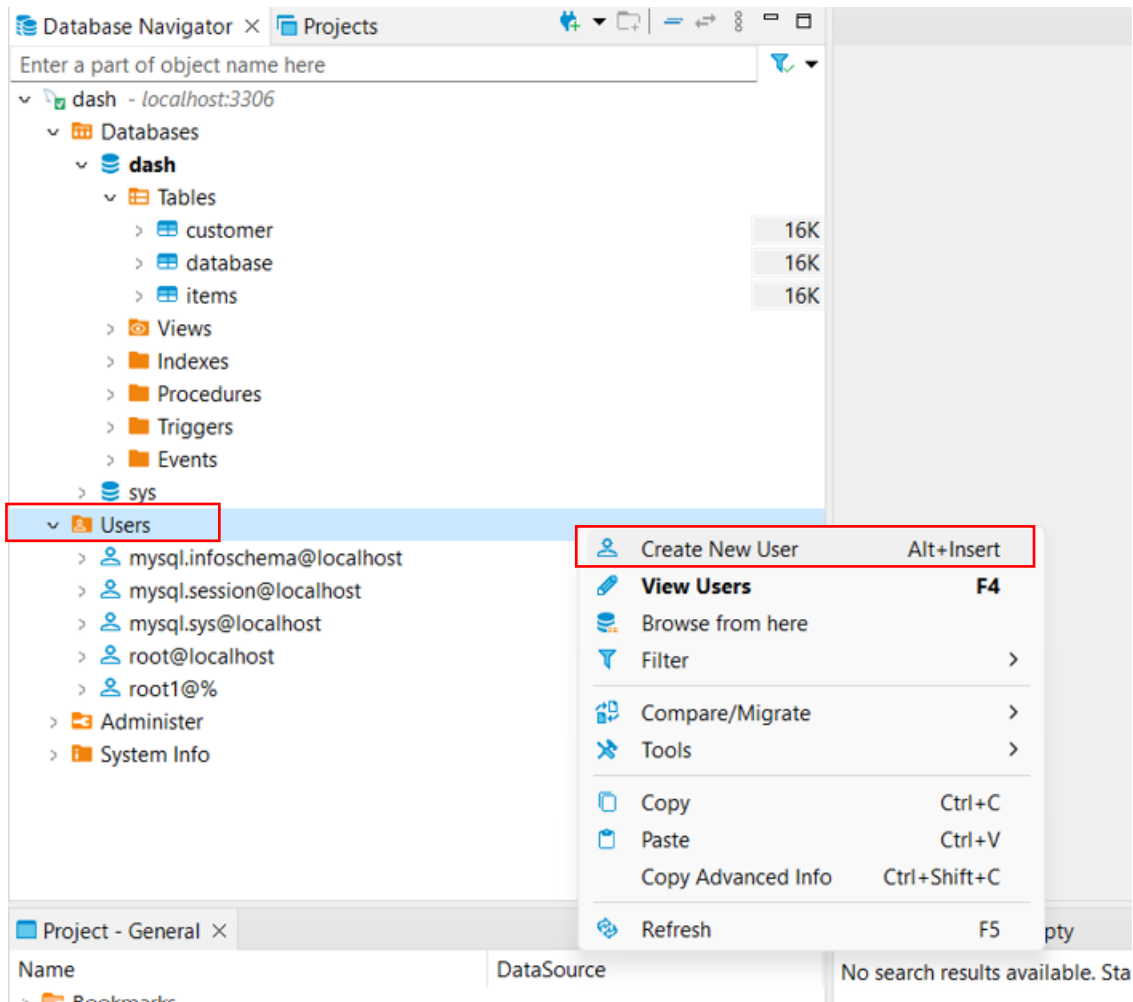 Database Navigator
Projects
Enter a part of object name here
dash - localhost:3306
Databases
dash
Tables
customer 16K
database 16K
items 16K
Views
Indexes
Procedures
Triggers
Events
sys
Users
mysql.infoschema@localhost
mysql.session@localhost
mysql.sys@localhost
root@localhost
root1@%
Administer
System Info
Create New User Alt+Insert
View Users F4
Browse from here
Filter
Compare/Migrate
Tools
Copy Ctrl+C
Paste Ctrl+V
Copy Advanced Info Ctrl+Shift+C
Refresh F5
Project - General
pty
Name DataSource
No search results available. Sta
Bookmarks